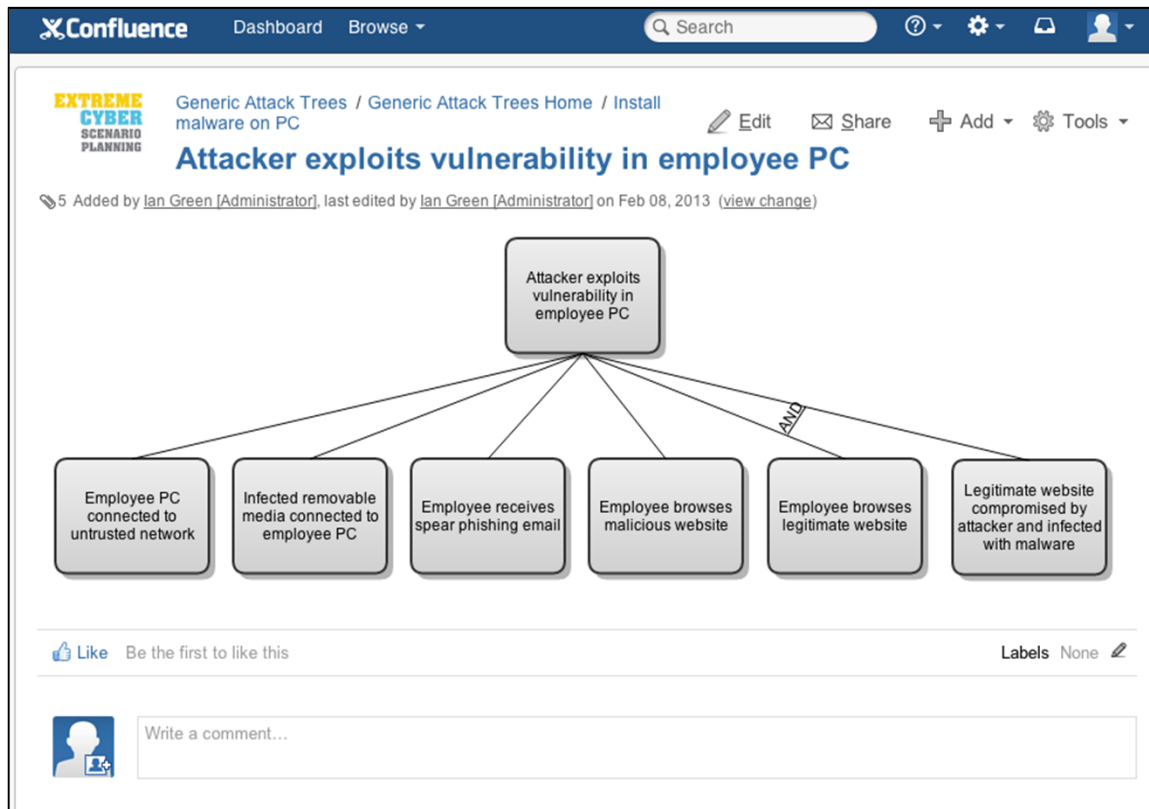 Confluence Dashboard Browse Search
EXTREME
CYBER
SCENARIO
PLANNING
Generic Attack Trees / Generic Attack Trees Home / Install
malware on PC
Edit Share Add Tools
Attacker exploits vulnerability in employee PC
5 Added by Ian Green [Administrator], last edited by Ian Green [Administrator] on Feb 08, 2013 (view change)
Attacker exploits
vulnerability in
employee PC
AND
Employee PC
connected to
untrusted network
Infected removable
media connected to
employee PC
Employee receives
spear phishing email
Employee browses
malicious website
Employee browses
legitimate website
Legitimate website
compromised by
attacker and infected
with malware
Like Be the first to like this
Labels None
Write a comment…